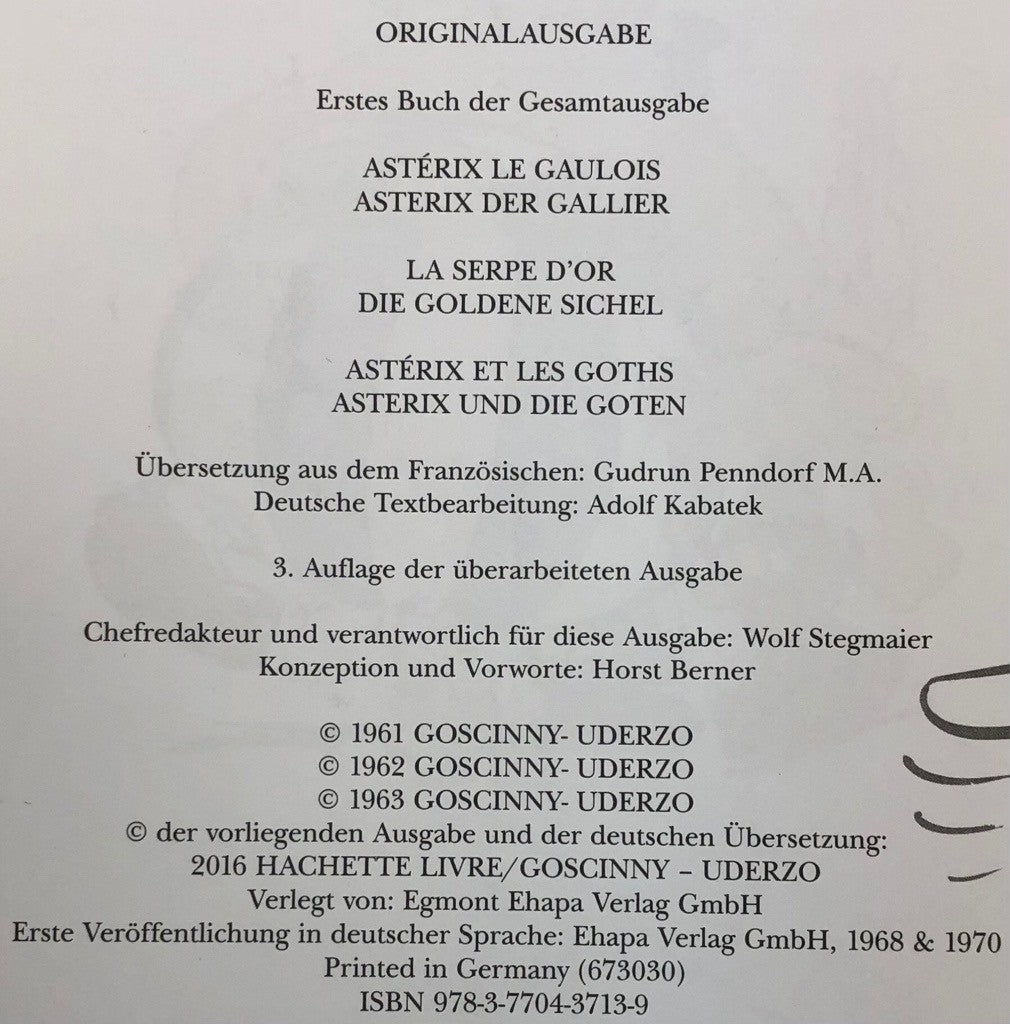 ORIGINALAUSGABE
Erstes Buch der Gesamtausgabe
ASTÉRIX LE GAULOIS
ASTERIX DER GALLIER
LA SERPE D'OR
DIE GOLDENE SICHEL
ASTÉRIX ET LES GOTHS
ASTERIX UND DIE GOTEN
Übersetzung aus dem Französischen: Gudrun Penndorf M.A.
Deutsche Textbearbeitung: Adolf Kabatek
3. Auflage der überarbeiteten Ausgabe
Chefredakteur und verantwortlich für diese Ausgabe: Wolf Stegmaier
Konzeption und Vorworte: Horst Berner
© 1961 GOSCINNY- UDERZO
© 1962 GOSCINNY- UDERZO
© 1963 GOSCINNY- UDERZO
© der vorliegenden Ausgabe und der deutschen Übersetzung:
2016 HACHETTE LIVRE/GOSCINNY – UDERZO
Verlegt von: Egmont Ehapa Verlag GmbH
Erste Veröffentlichung in deutscher Sprache: Ehapa Verlag GmbH, 1968 & 1970
Printed in Germany (673030)
ISBN 978-3-7704-3713-9